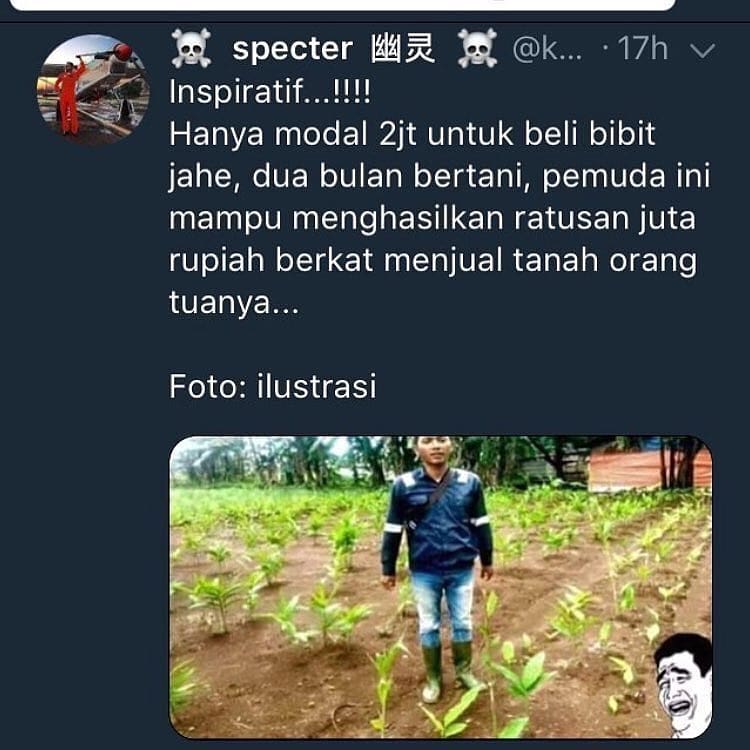 ☠️ specter 幽灵 ☠️ @k... · 17h
Inspiratif...!!!!
Hanya modal 2jt untuk beli bibit
jahe, dua bulan bertani, pemuda ini
mampu menghasilkan ratusan juta
rupiah berkat menjual tanah orang
tuanya...
Foto: ilustrasi